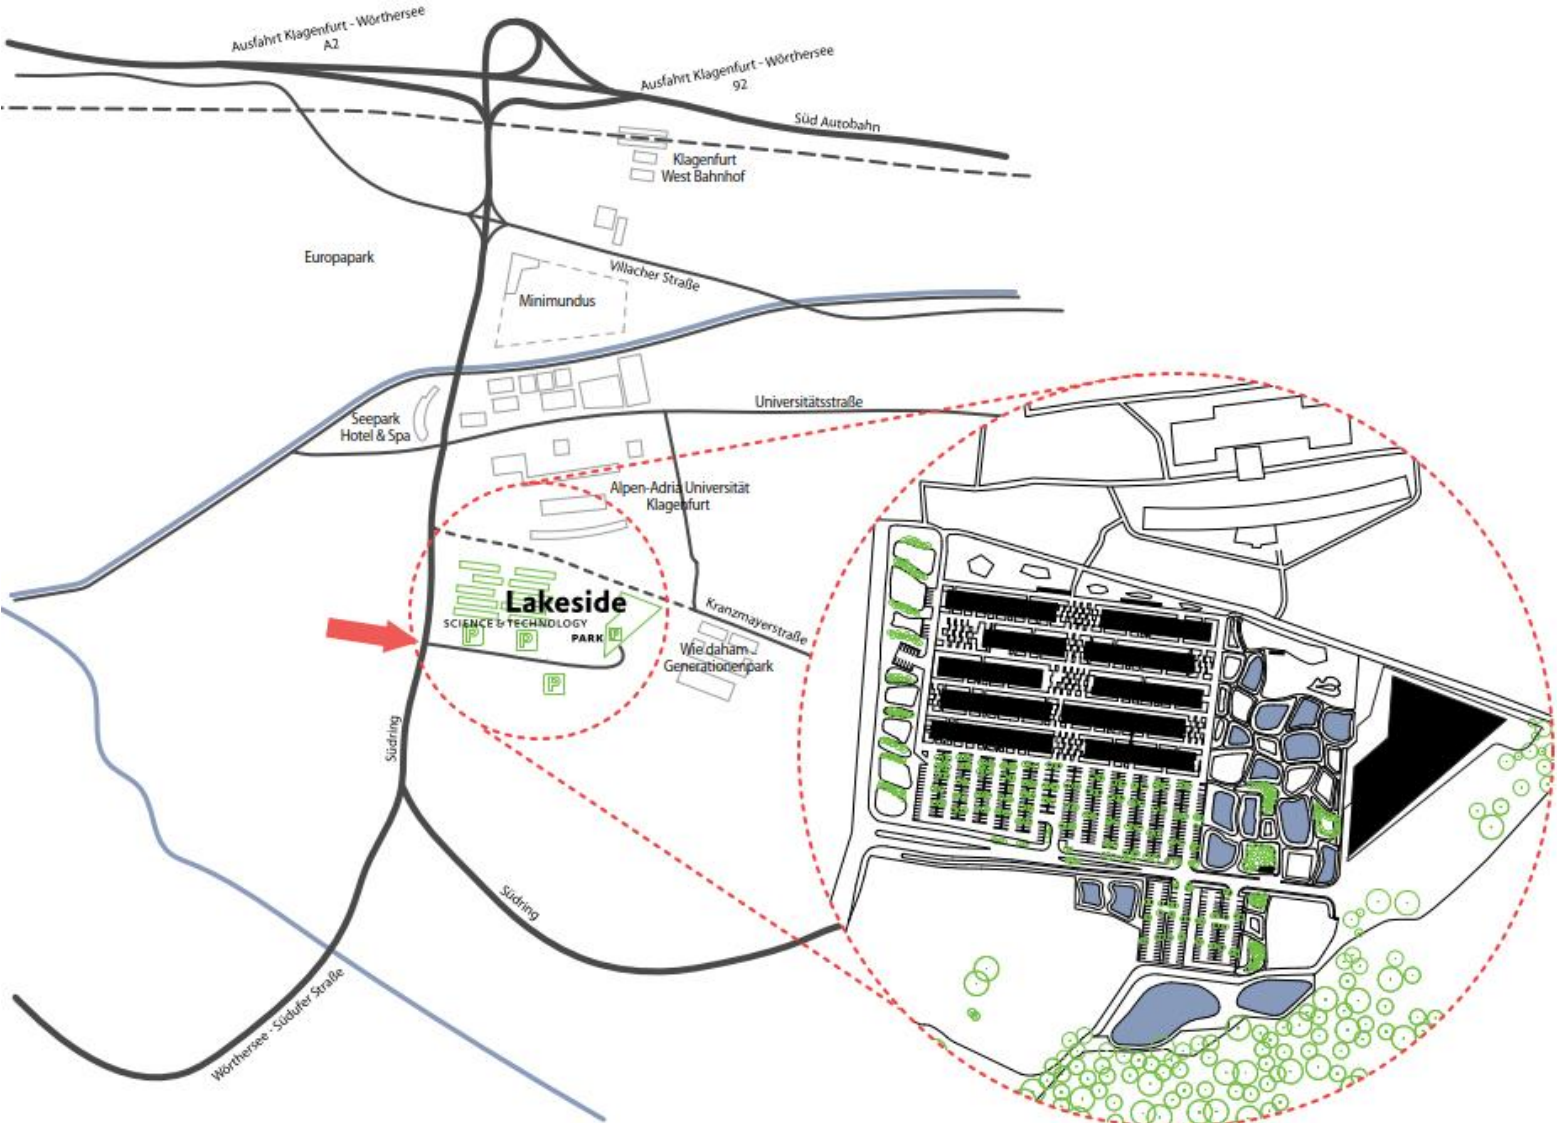 Ausfahrt Klagenfurt - Wörthersee
A2
Ausfahrt Klagenfurt - Wörthersee
92
Süd Autobahn
Klagenfurt
West Bahnhof
Europapark
Villacher Straße
Minimundus
Universitätsstraße
Seepark
Hotel & Spa
Alpen-Adria Universität
Klagenfurt
Lakeside
SCIENCE & TECHNOLOGY
PARK
P
P
P
Kranzmayerstraße
Wie daham -
Generationenpark
Südring
Südring
Wörthersee - Südufer Straße